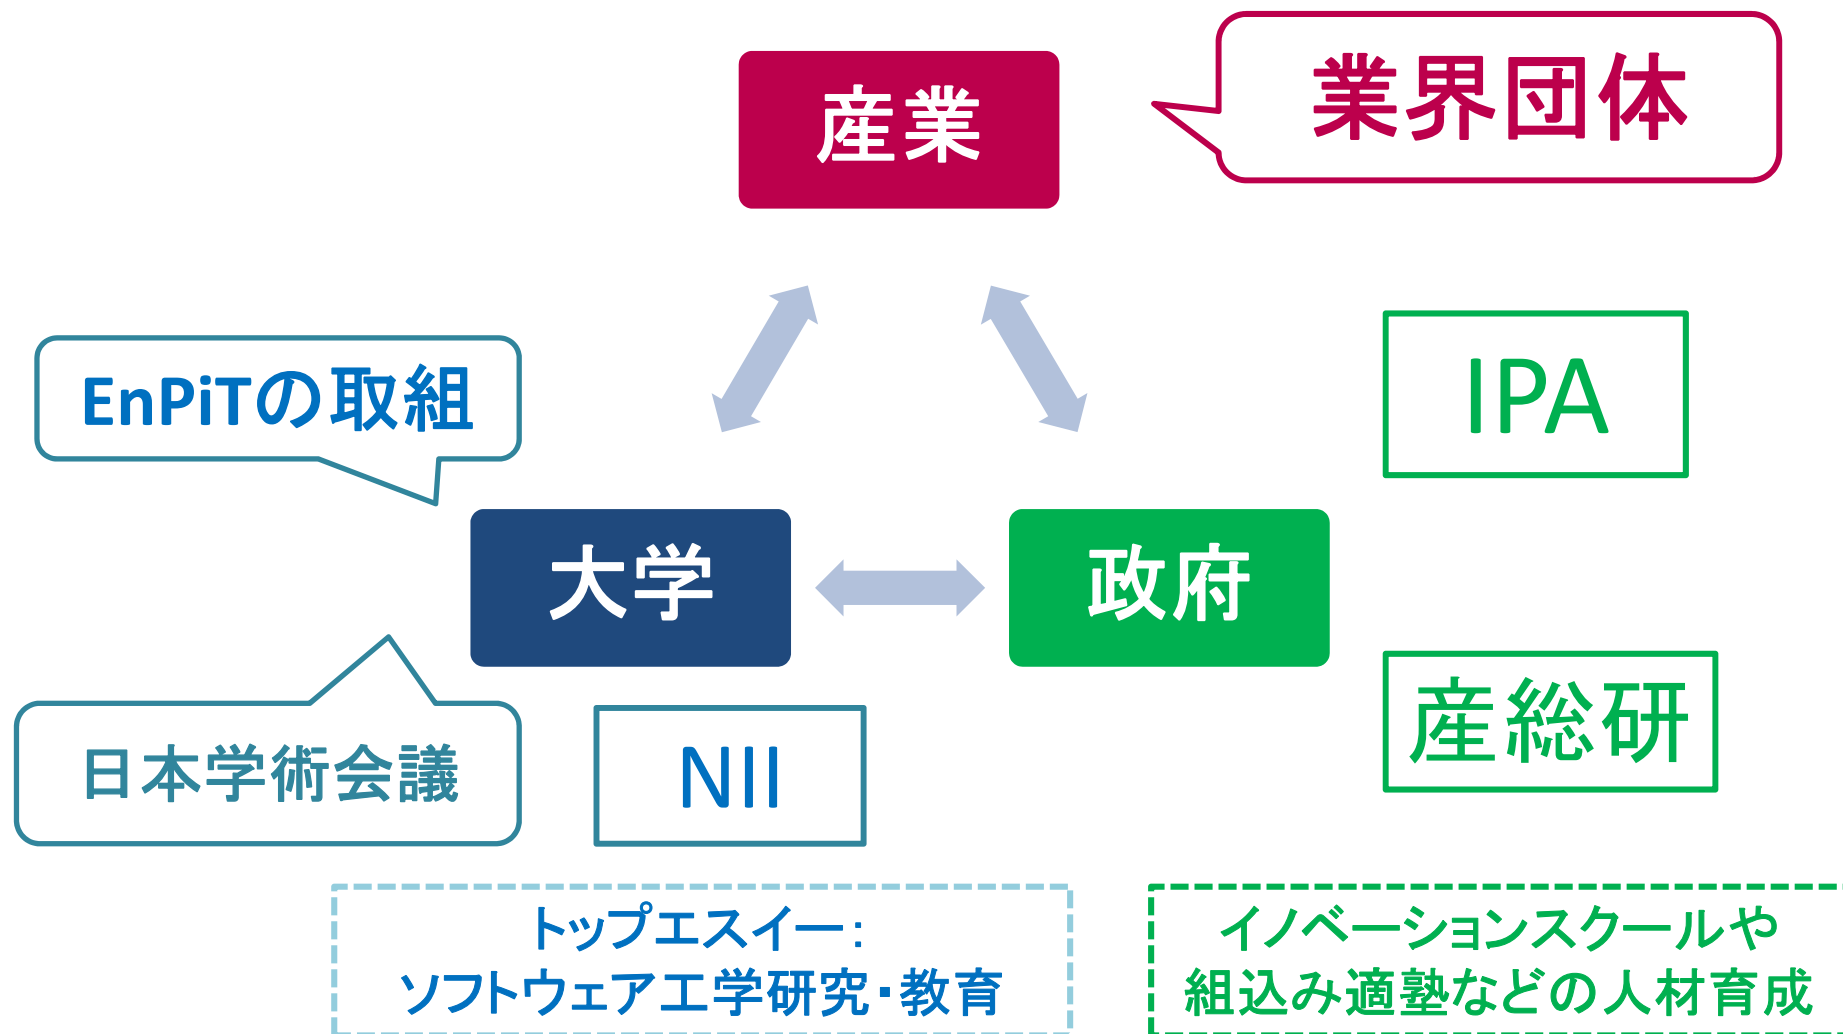 産業
業界団体
EnPiTの取組
IPA
大学
政府
産総研
日本学術会議
NII
トップエスイー:
ソフトウェア工学研究・教育
イノベーションスクールや
組込み適塾などの人材育成